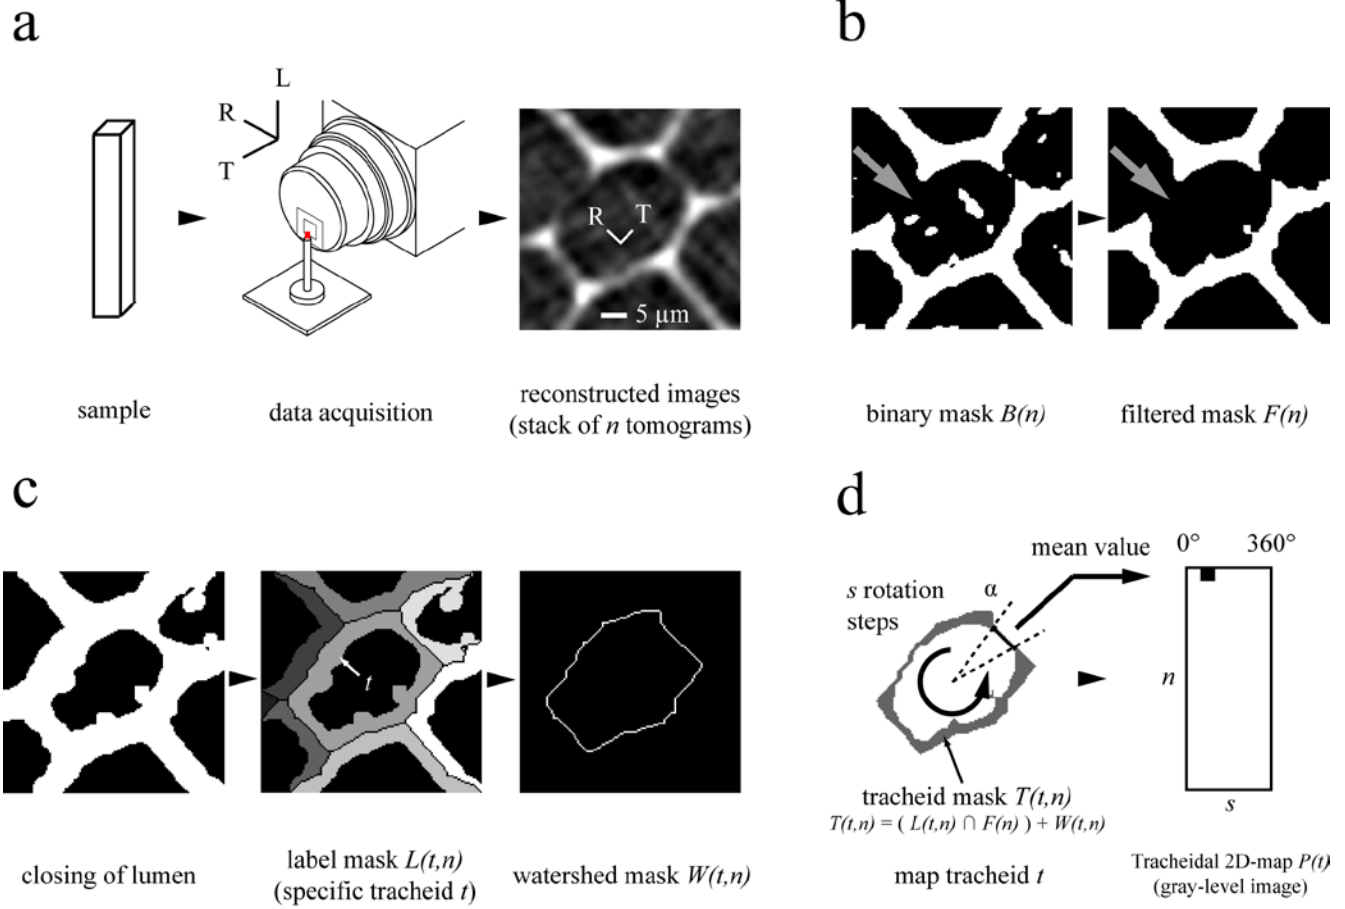 a
L
R
T
R T
5 µm
sample
data acquisition
reconstructed images
(stack of n tomograms)
b
binary mask B(n)
filtered mask F(n)
c
t
closing of lumen
label mask L(t,n)
(specific tracheid t)
watershed mask W(t,n)
d
mean value
0° 360°
s rotation
steps
α
n
s
tracheid mask T(t,n)
T(t,n) = ( L(t,n) ∩ F(n) ) + W(t,n)
map tracheid t
Tracheidal 2D-map P(t)
(gray-level image)